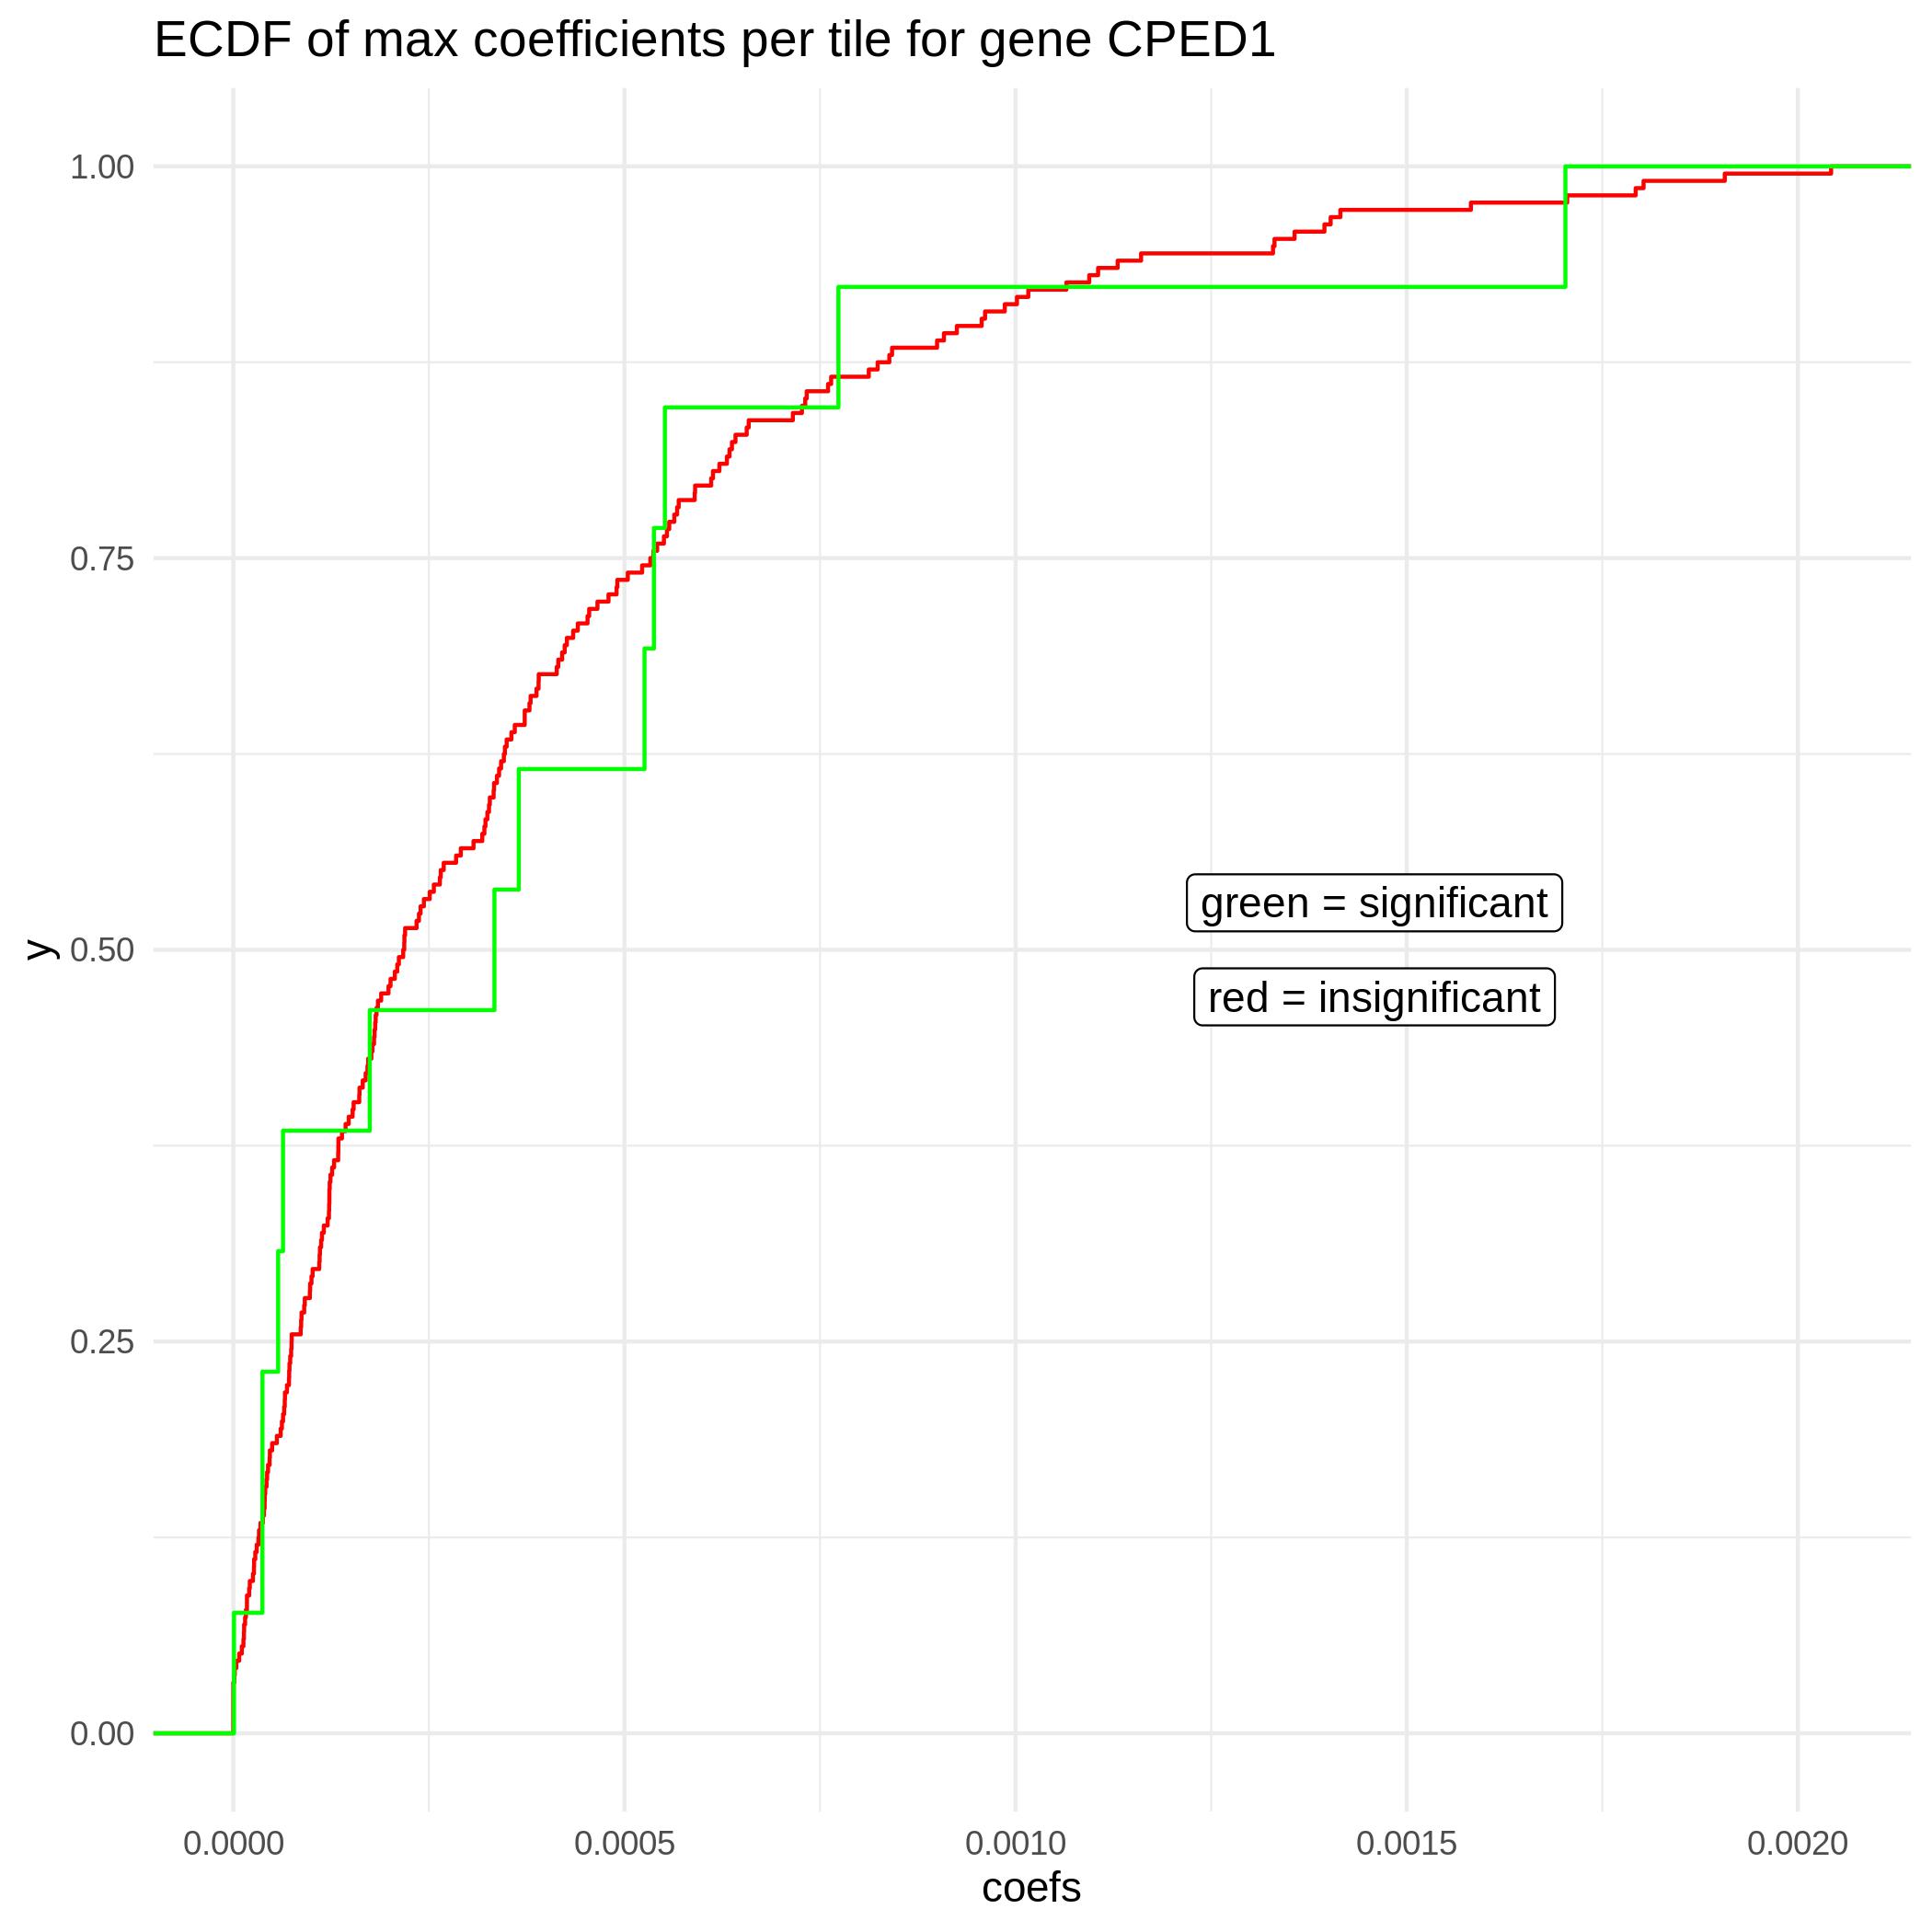 ECDF of max coefficients per tile for gene CPED1
1.00
0.75
0.50
0.25
0.00
y
green = significant
red = insignificant
0.0000 0.0005 0.0010 0.0015 0.0020
coefs